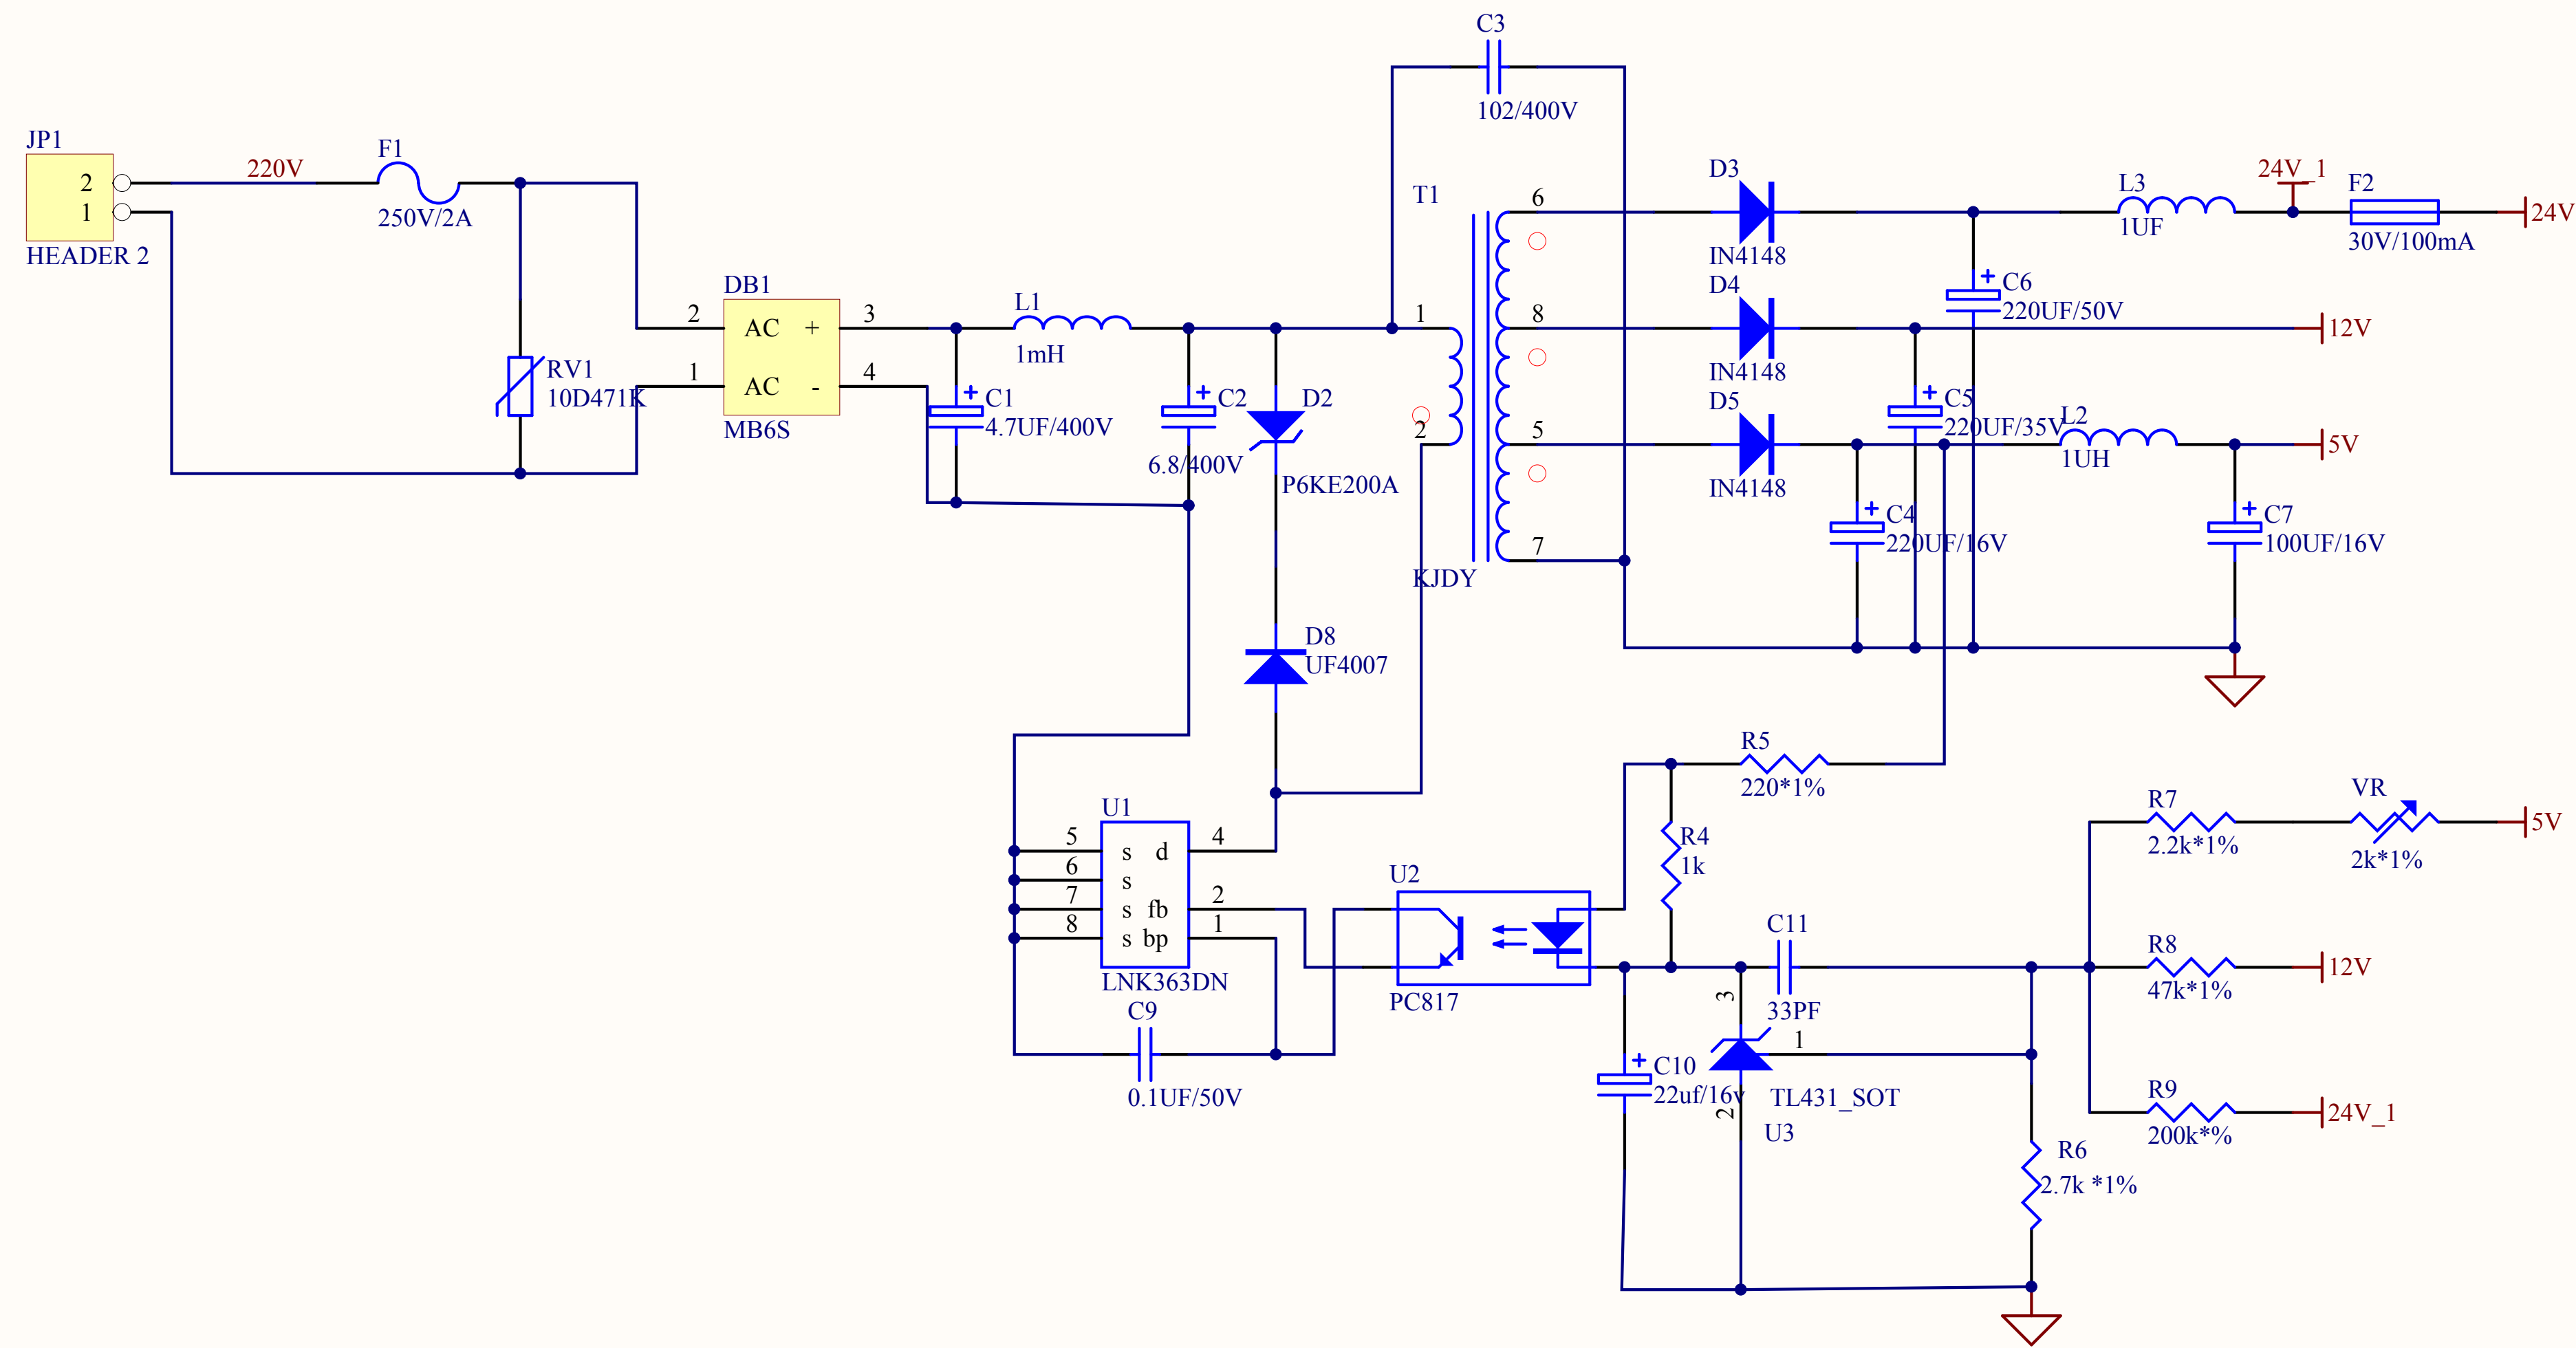 C3
102/400V
JP1
2
1
HEADER 2
220V
F1
250V/2A
RV1
10D471K
DB1
2
AC
+
3
1
AC
-
4
MB6S
L1
1mH
C1
4.7UF/400V
C2
6.8/400V
D2
P6KE200A
D8
UF4007
T1
1
2
6
8
5
7
KJDY
D3
IN4148
D4
IN4148
D5
IN4148
L3
1UF
24V_1
F2
30V/100mA
24V
C6
220UF/50V
12V
C5
220UF/35V
L2
1UH
5V
C4
220UF/16V
C7
100UF/16V
R5
220*1%
R4
1k
U1
5
s
d
4
6
s
7
s
fb
2
8
s
bp
1
LNK363DN
C9
0.1UF/50V
U2
PC817
C11
33PF
3
1
2
C10
22uf/16v
TL431_SOT
U3
R7
2.2k*1%
VR
2k*1%
5V
R8
47k*1%
12V
R9
200k*%
24V_1
R6
2.7k *1%